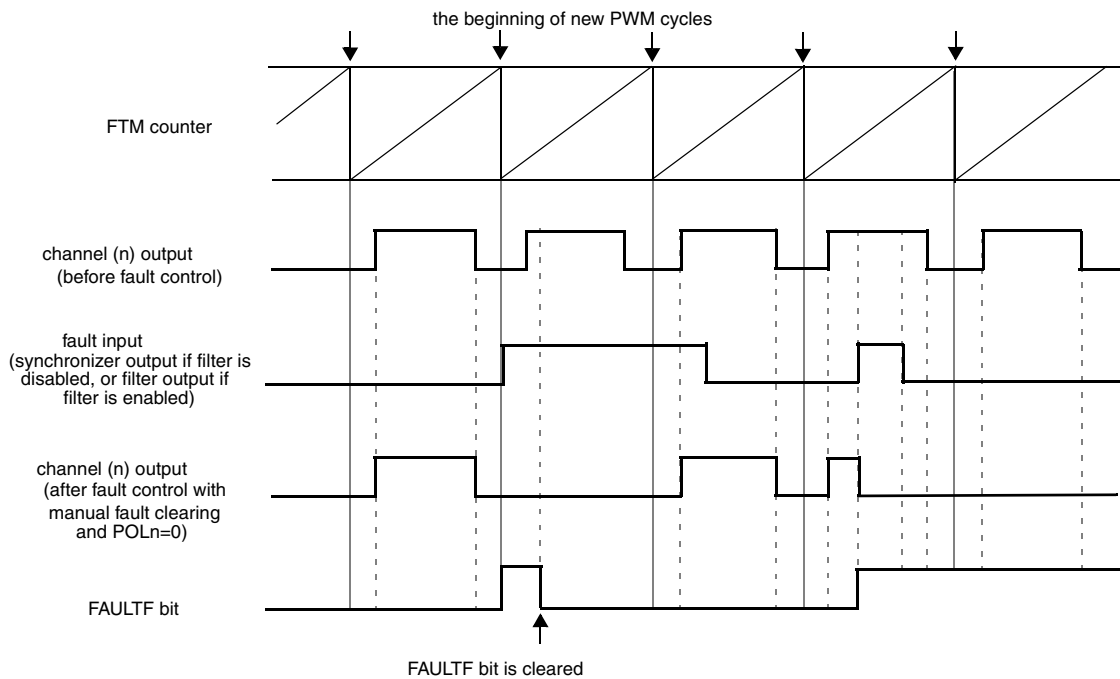 the beginning of new PWM cycles
FTM counter
channel (n) output
(before fault control)
fault input
(synchronizer output if filter is
disabled, or filter output if
filter is enabled)
channel (n) output
(after fault control with
manual fault clearing
and POLn=0)
FAULTF bit
FAULTF bit is cleared